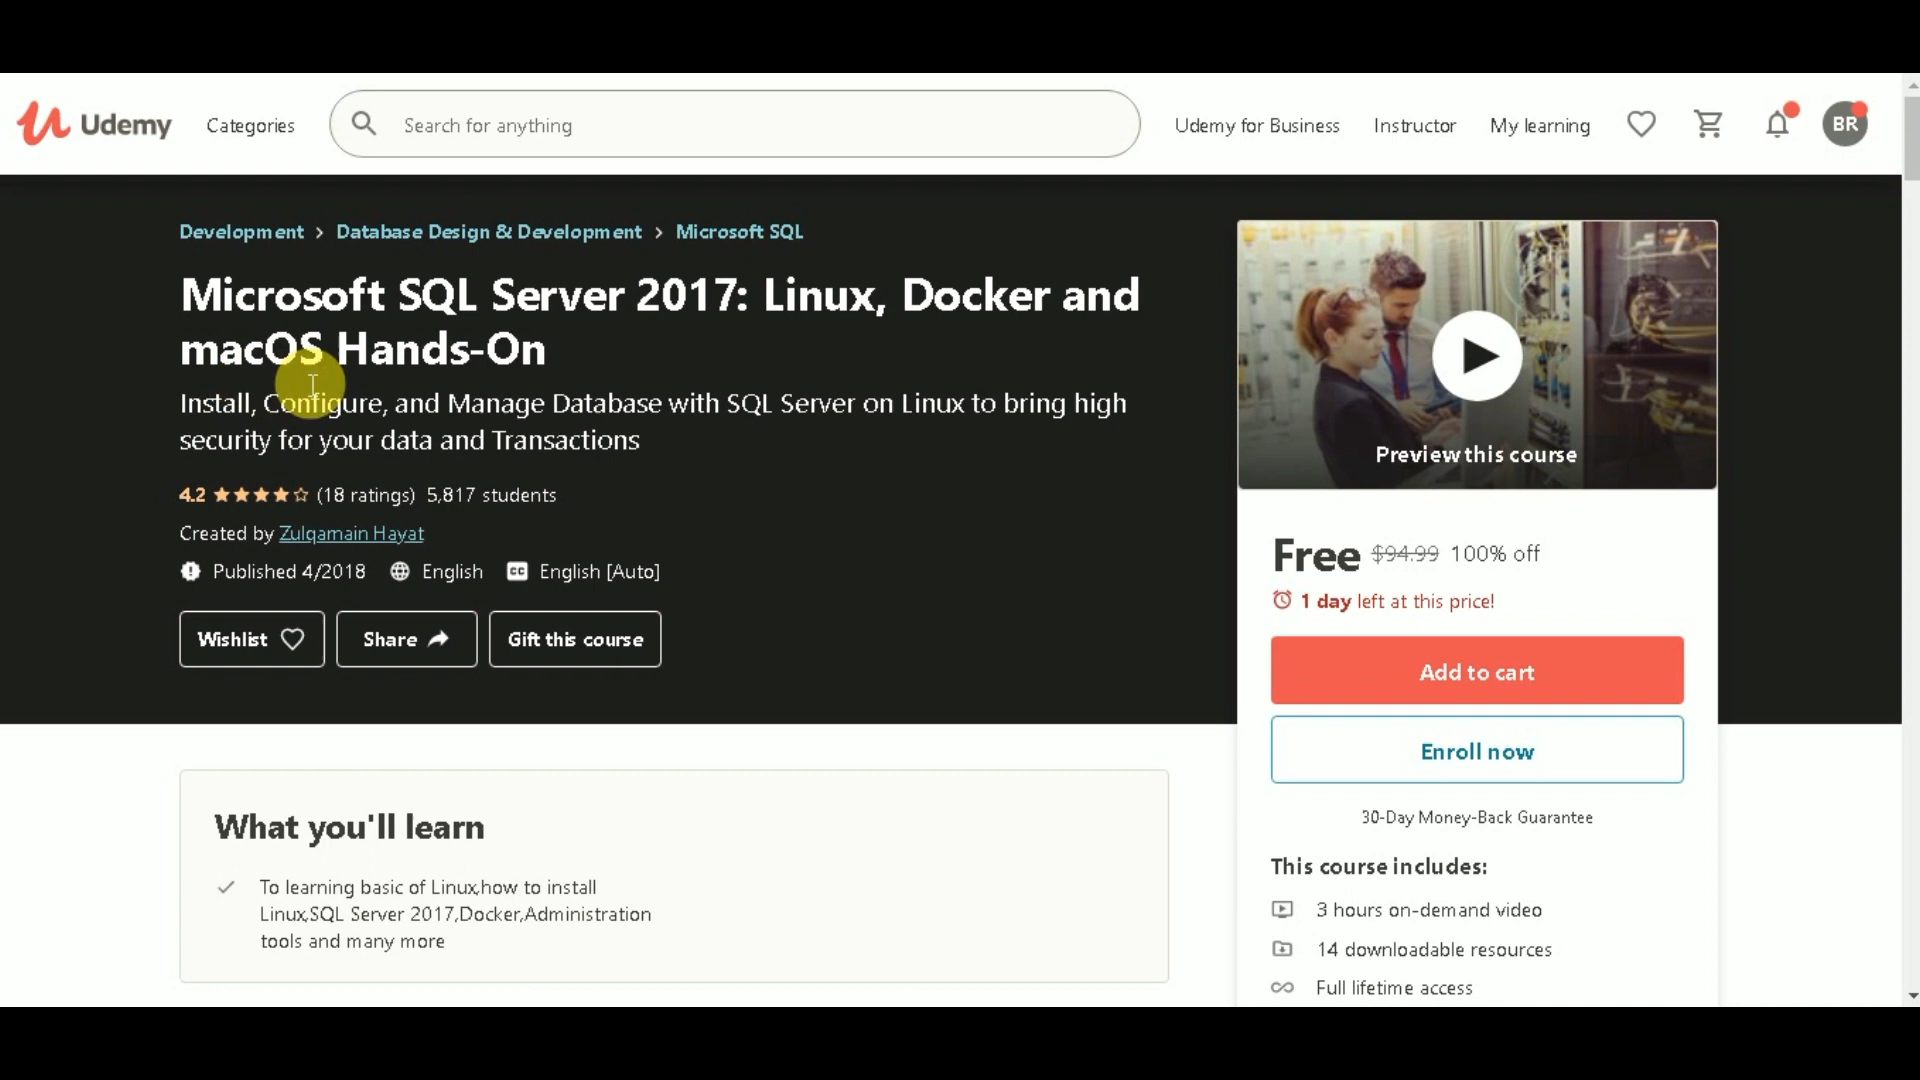 Udemy
Categories
Search for anything
Udemy for Business
Instructor
My learning
BR
Development > Database Design & Development > Microsoft SQL
Microsoft SQL Server 2017: Linux, Docker and
macOS Hands-On
Install, Configure, and Manage Database with SQL Server on Linux to bring high
security for your data and Transactions
4.2 (18 ratings) 5,817 students
Created by Zulqarnain Hayat
Published 4/2018 English CC English [Auto]
Wishlist
Share
Gift this course
What you'll learn
To learning basic of Linux,how to install
Linux,SQL Server 2017,Docker,Administration
tools and many more
Preview this course
Free $94.99 100% off
1 day left at this price!
Add to cart
Enroll now
30-Day Money-Back Guarantee
This course includes:
3 hours on-demand video
14 downloadable resources
Full lifetime access